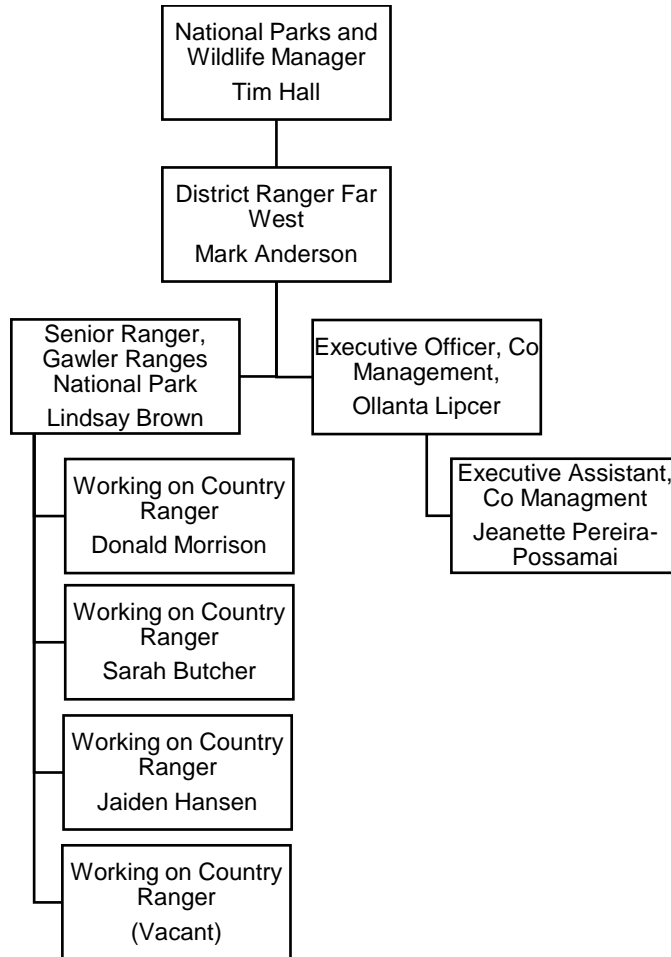 National Parks and
Wildlife Manager
Tim Hall
District Ranger Far
West
Mark Anderson
Senior Ranger,
Gawler Ranges
National Park
Lindsay Brown
Executive Officer, Co
Management,
Ollanta Lipcer
Executive Assistant,
Co Managment
Jeanette Pereira-
Possamai
Working on Country
Ranger
Donald Morrison
Working on Country
Ranger
Sarah Butcher
Working on Country
Ranger
Jaiden Hansen
Working on Country
Ranger
(Vacant)